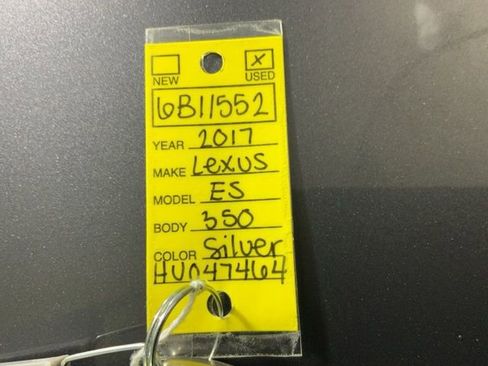 X
NEW USED
6B11552
YEAR 2017
MAKE Lexus
MODEL ES
BODY 350
COLOR Silver
HU047464